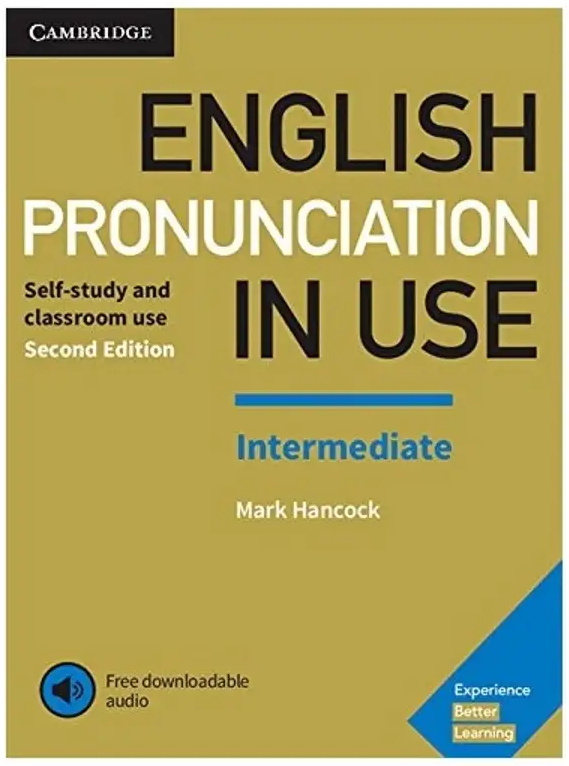 CAMBRIDGE
ENGLISH
PRONUNCIATION
IN USE
Self-study and
classroom use
Second Edition
Intermediate
Mark Hancock
Free downloadable
audio
Experience
Better
Learning